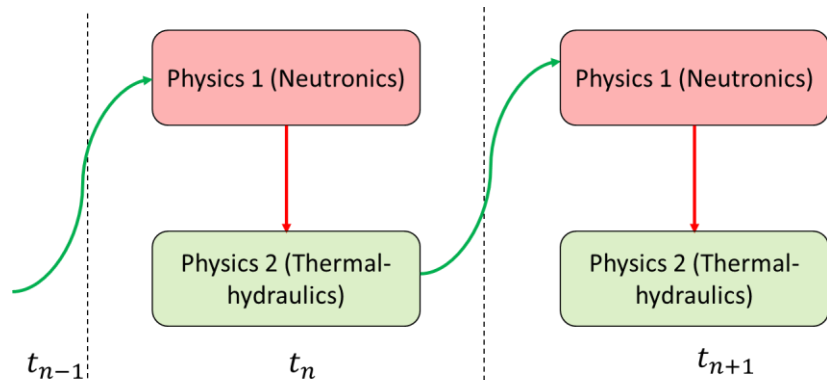 Physics 1 (Neutronics)
Physics 1 (Neutronics)
Physics 2 (Thermal-
hydraulics)
Physics 2 (Thermal-
hydraulics)
t_{n-1}
t_n
t_{n+1}